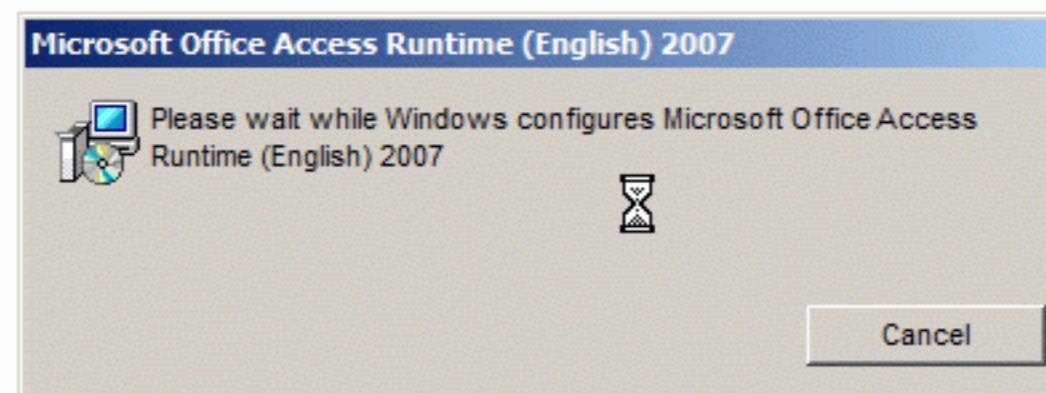 Microsoft Office Access Runtime (English) 2007
Please wait while Windows configures Microsoft Office Access
Runtime (English) 2007
Cancel